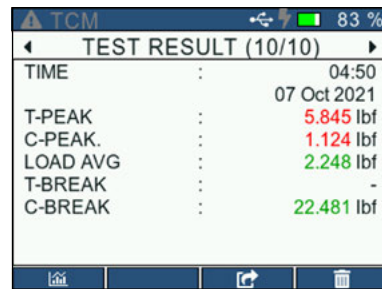 TCM 83 %
TEST RESULT (10/10)
TIME : 04:50
07 Oct 2021
T-PEAK : 5.845 lbf
C-PEAK. : 1.124 lbf
LOAD AVG : 2.248 lbf
T-BREAK : -
C-BREAK : 22.481 lbf